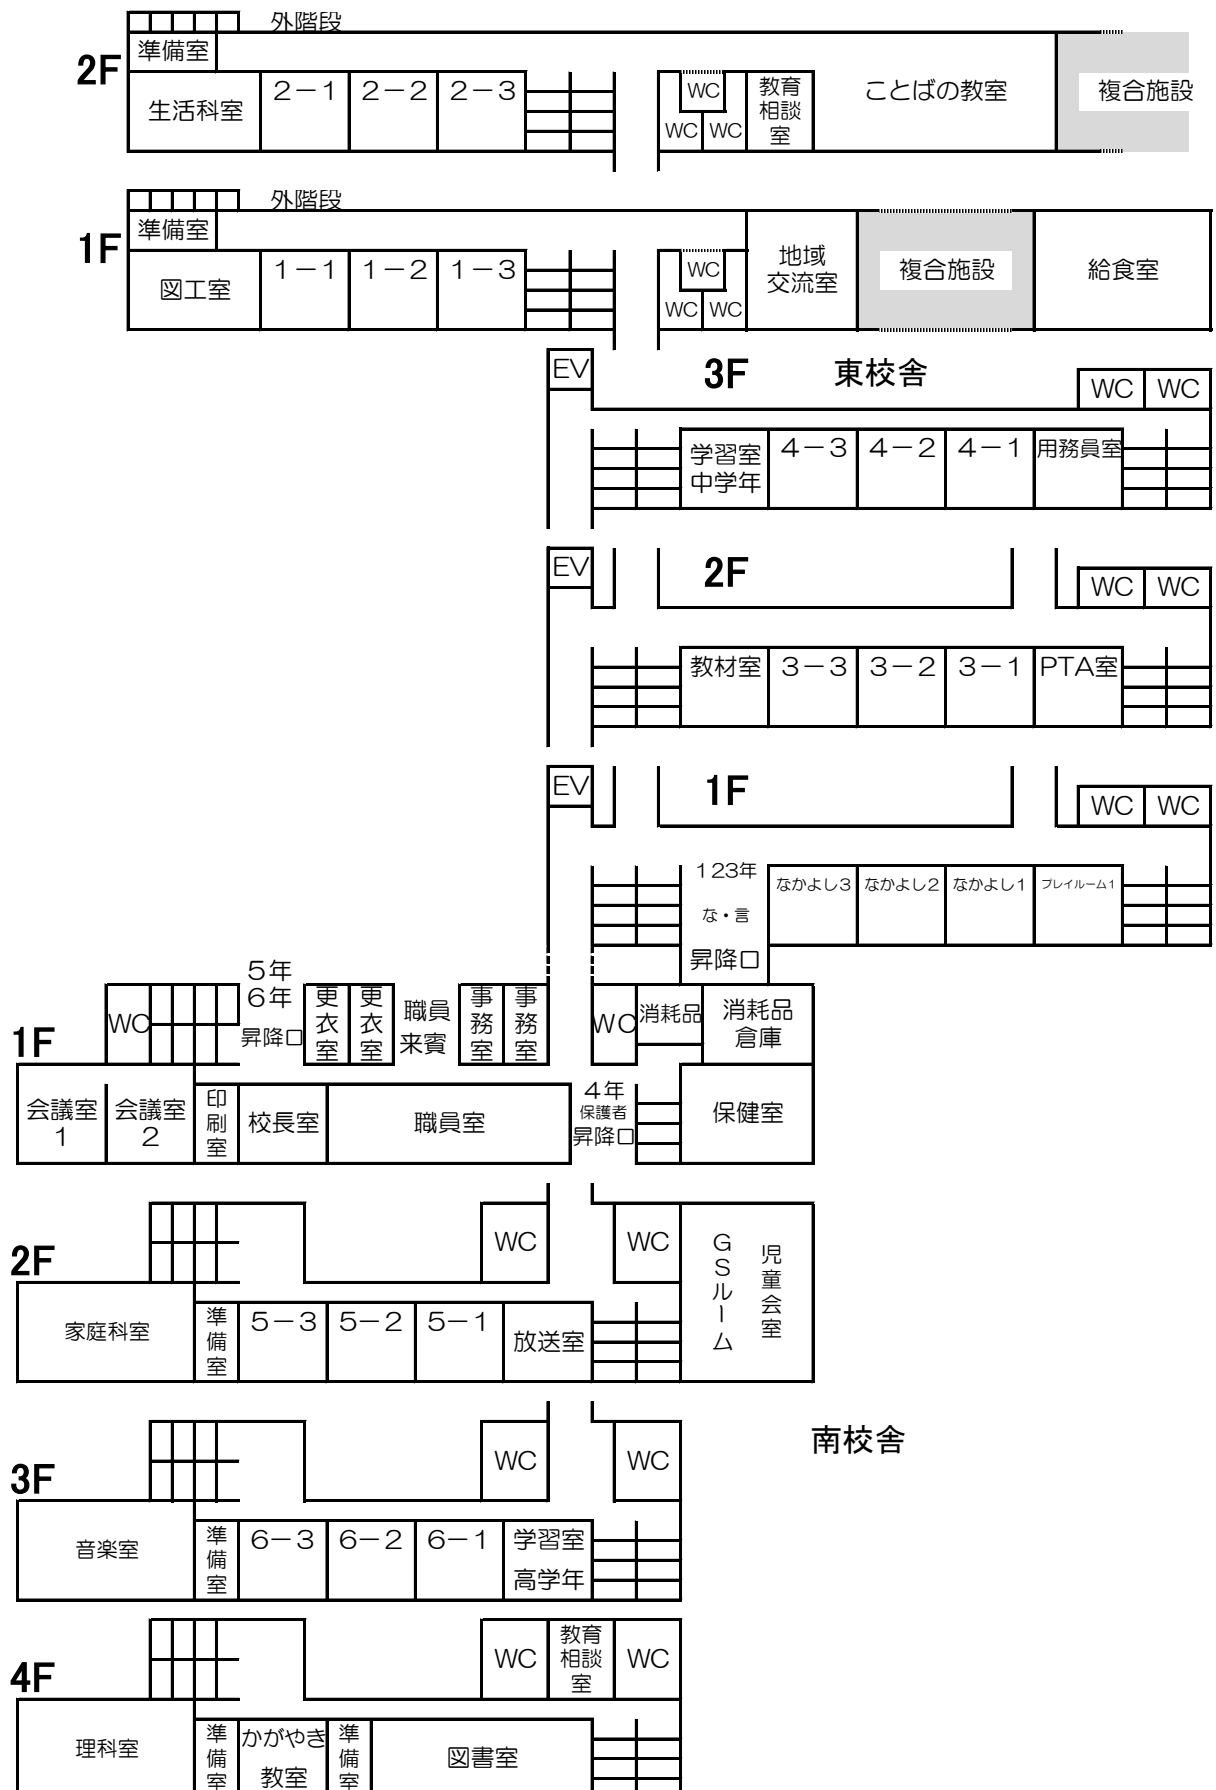 外階段
2F
準備室
生活科室
2－1
2－2
2－3
WC
WC
WC
教育
相談
室
ことばの教室
複合施設
外階段
1F
準備室
図工室
1－1
1－2
1－3
WC
WC
WC
地域
交流室
複合施設
給食室
EV
3F
東校舎
WC
WC
学習室
中学年
4－3
4－2
4－1
用務員室
EV
2F
WC
WC
教材室
3－3
3－2
3－1
PTA室
EV
1F
WC
WC
123年
な・言
昇降口
なかよし3
なかよし2
なかよし1
プレイルーム1
1F
WC
5年
6年
昇降口
更衣室
更衣室
職員
来賓
事務室
事務室
WC
消耗品
消耗品
倉庫
会議室
1
会議室
2
印刷室
校長室
職員室
4年
保護者
昇降口
保健室
2F
WC
WC
GSルーム
児童会室
家庭科室
準備室
5－3
5－2
5－1
放送室
南校舎
3F
WC
WC
音楽室
準備室
6－3
6－2
6－1
学習室
高学年
4F
WC
教育
相談
室
WC
理科室
準備室
かがやき
教室
準備室
図書室